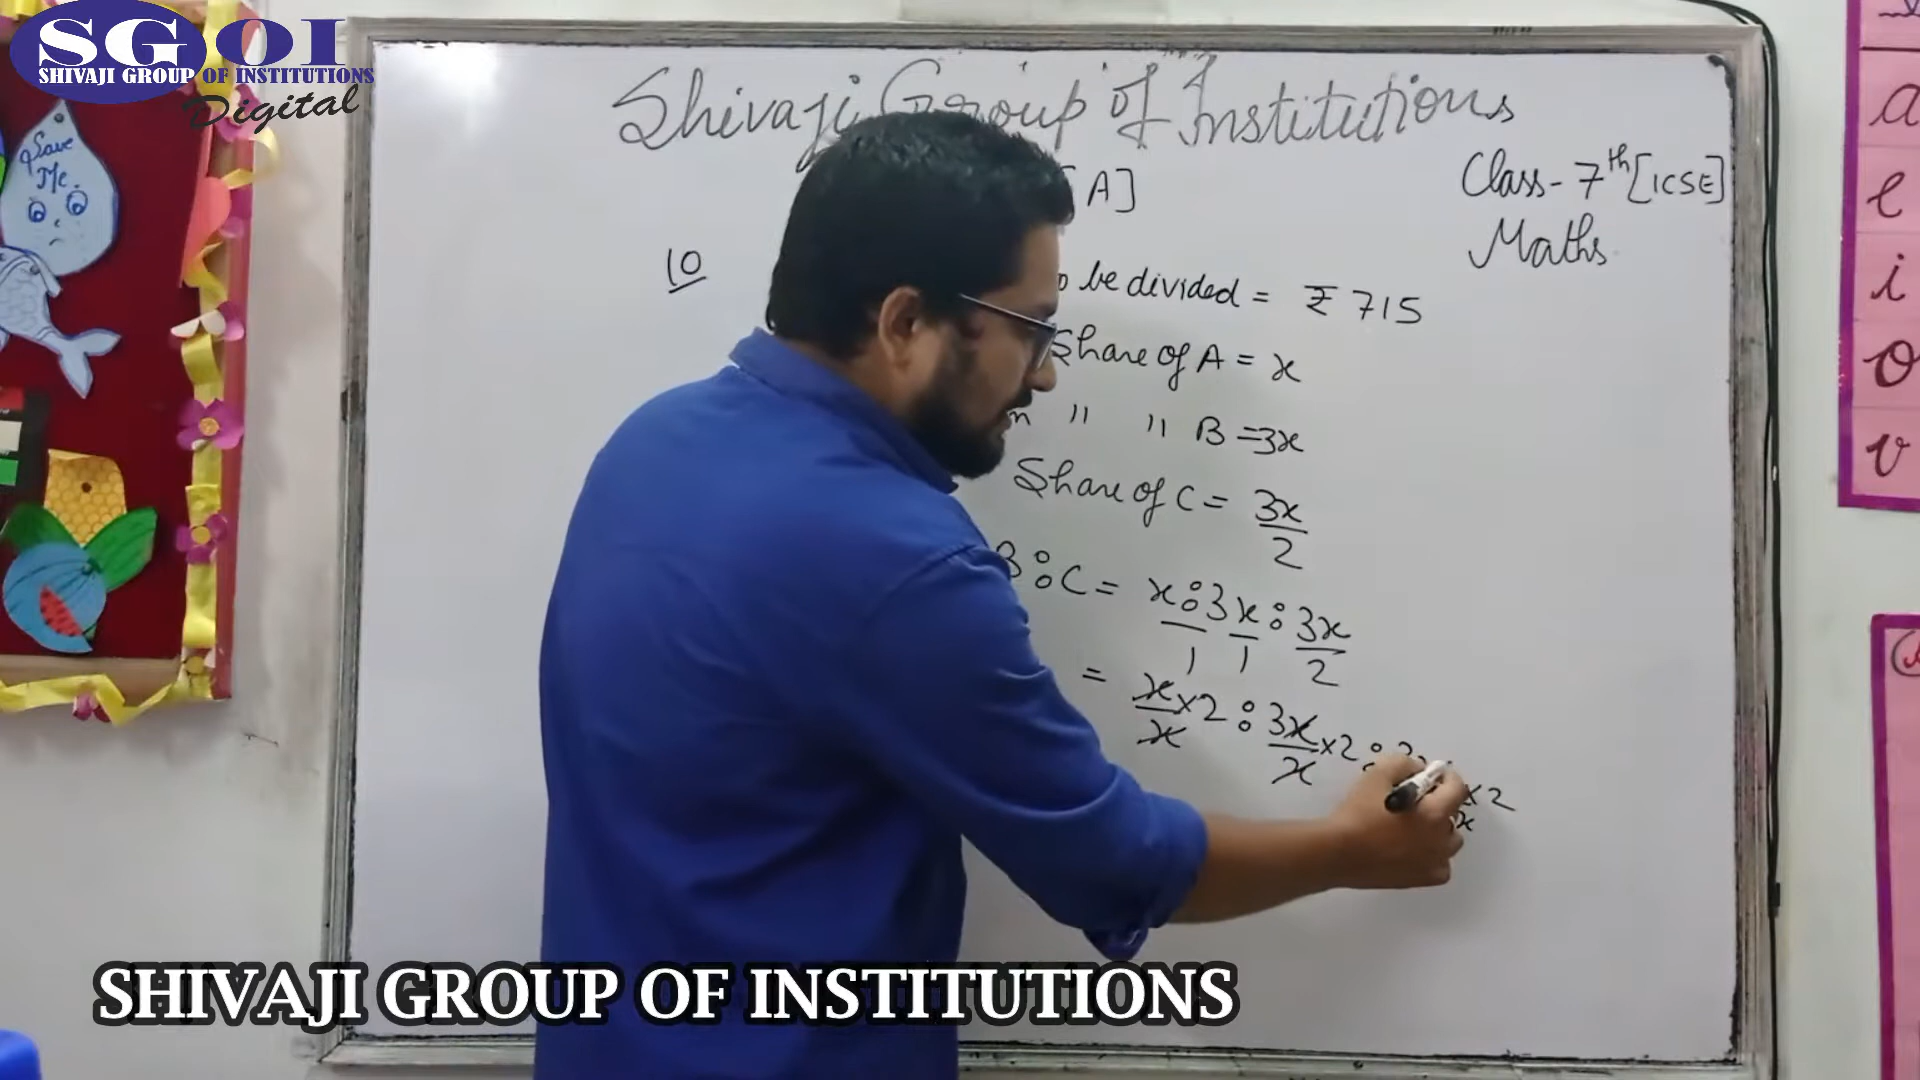 SGOI
SHIVAJI GROUP OF INSTITUTIONS
Digital
Save
Me.
Shivaji Group of Institutions
A]
Class - 7th [ICSE]
Maths
10
be divided = ₹ 715
Share of A = x
" " B = 3x
Share of C = 3x/2
B : C = x/1 : 3x/1 : 3x/2
= x/x × 2 : 3x/x × 2 : × 2
a
e
i
o
v
SHIVAJI GROUP OF INSTITUTIONS